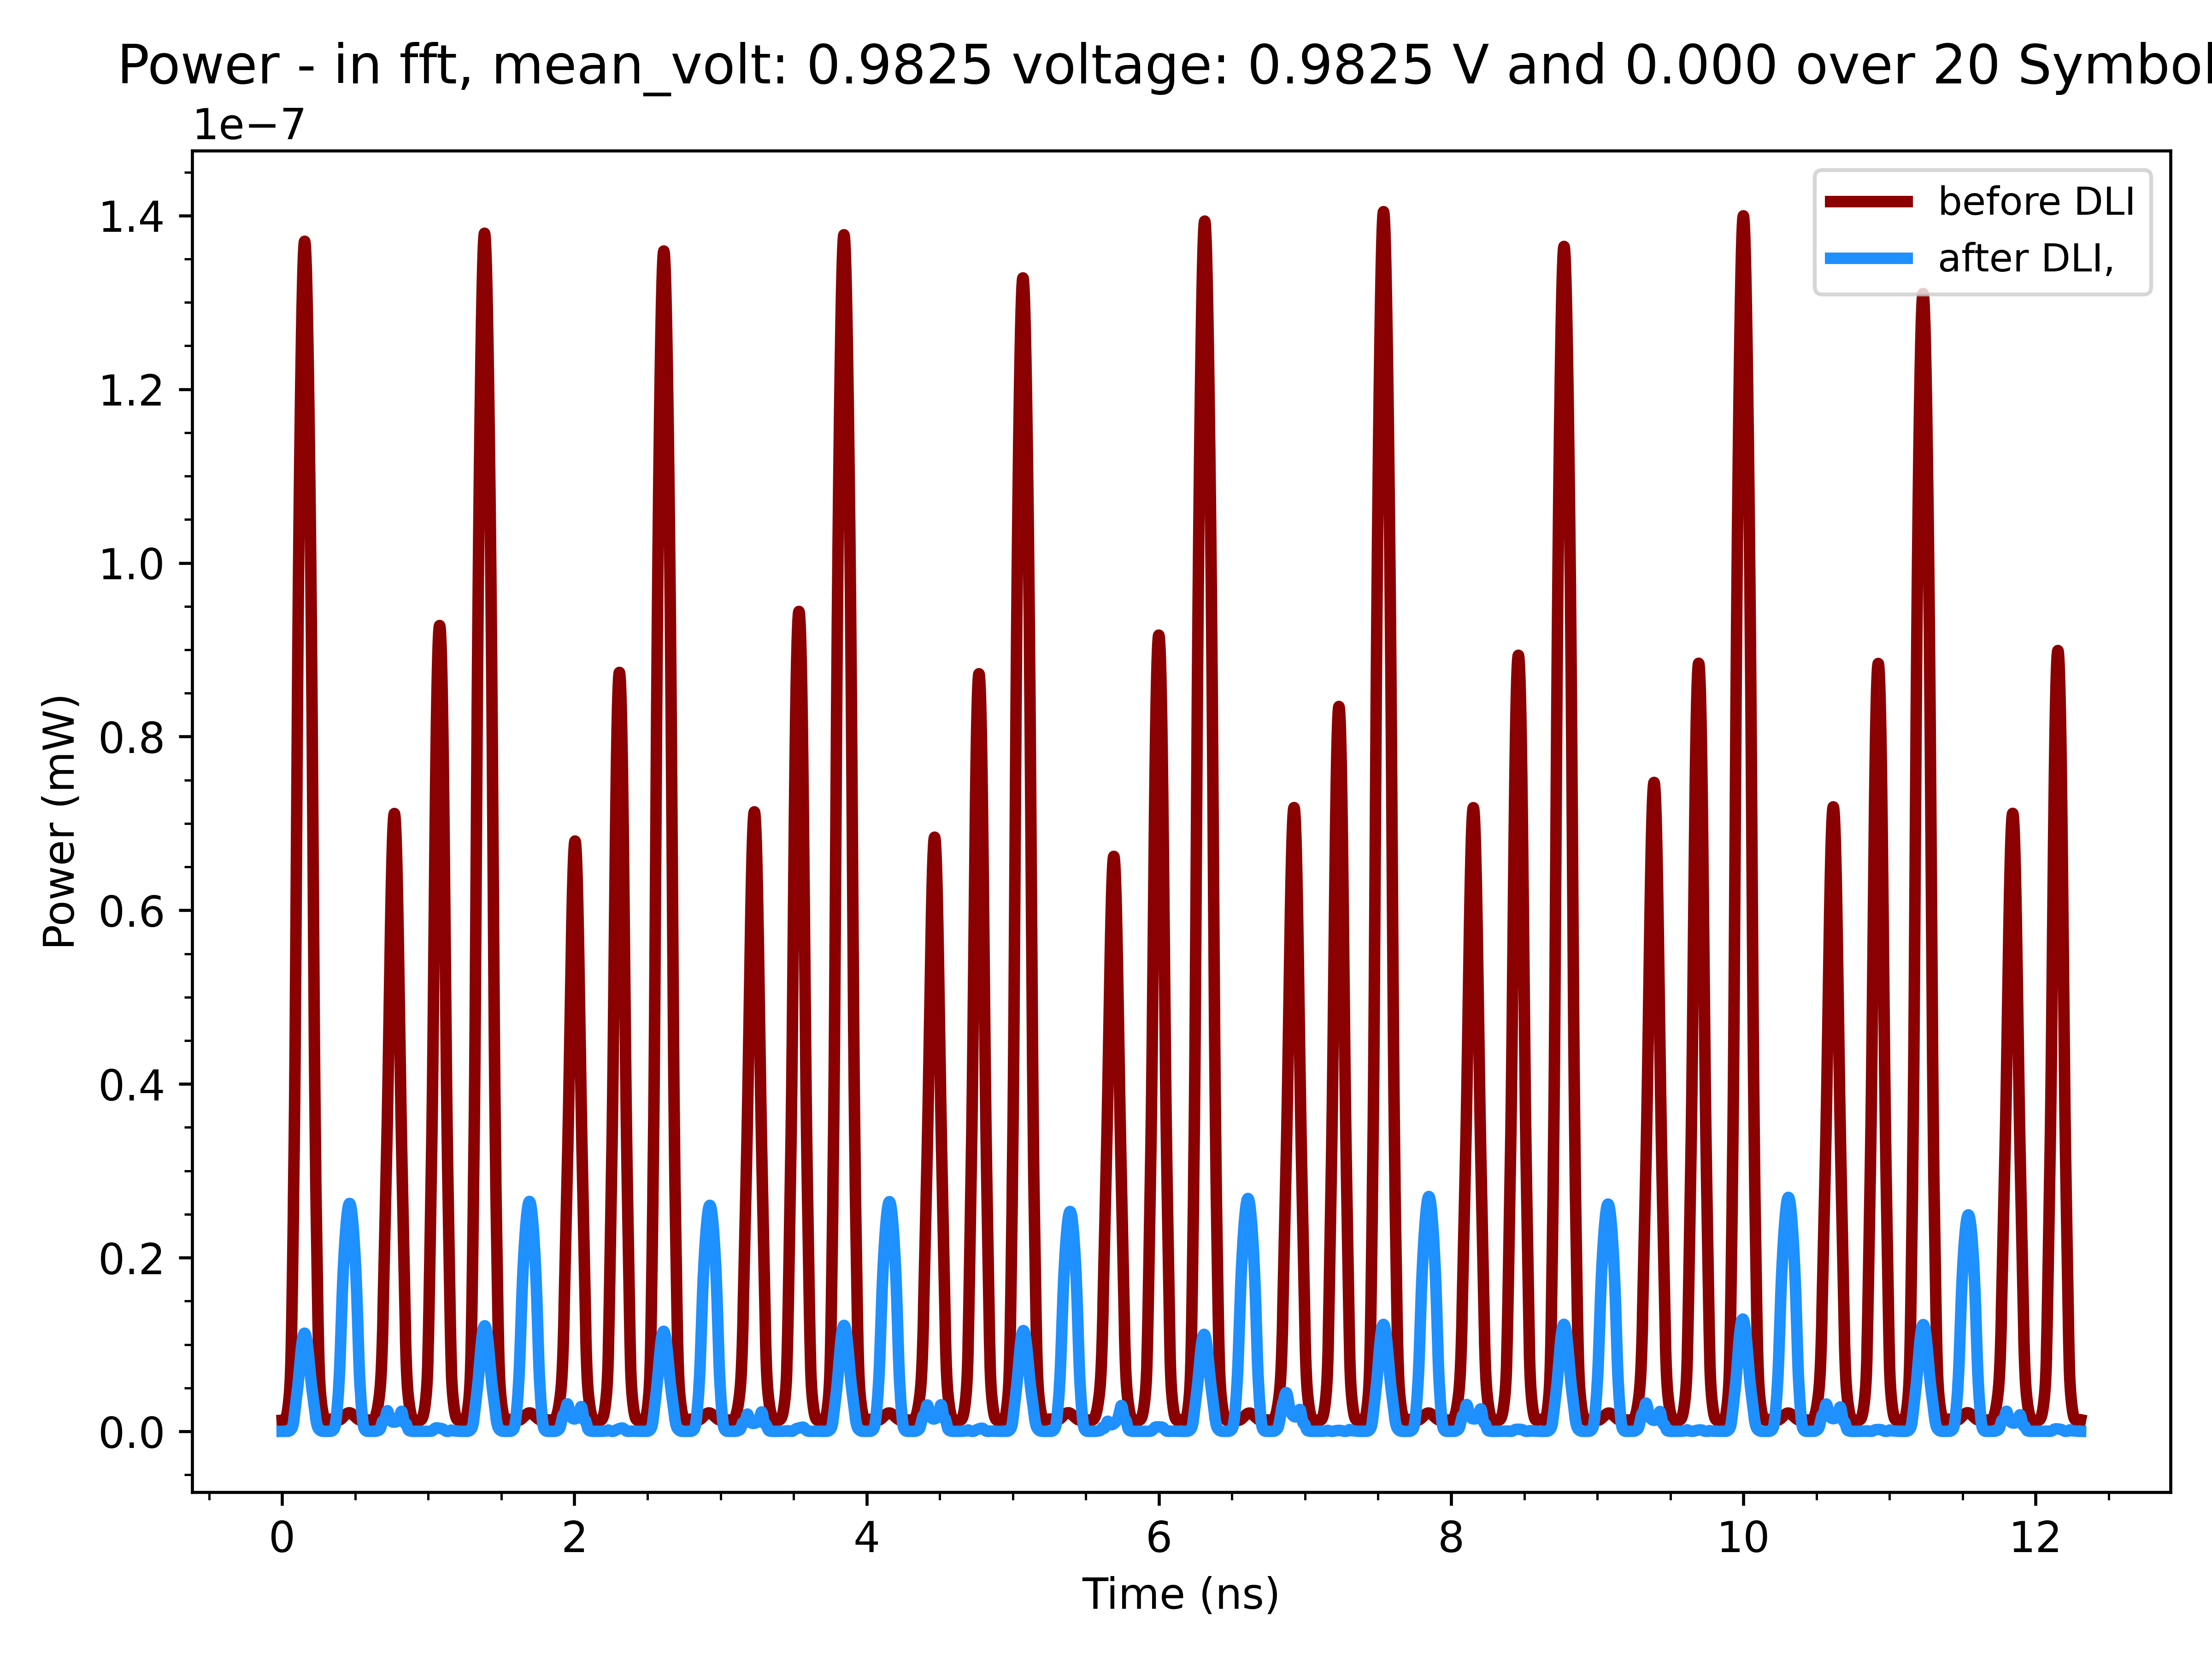 Power - in fft, mean_volt: 0.9825 voltage: 0.9825 V and 0.000 over 20 Symbol
1e−7
before DLI
after DLI,
1.4
1.2
1.0
0.8
0.6
0.4
0.2
0.0
Power (mW)
0 2 4 6 8 10 12
Time (ns)